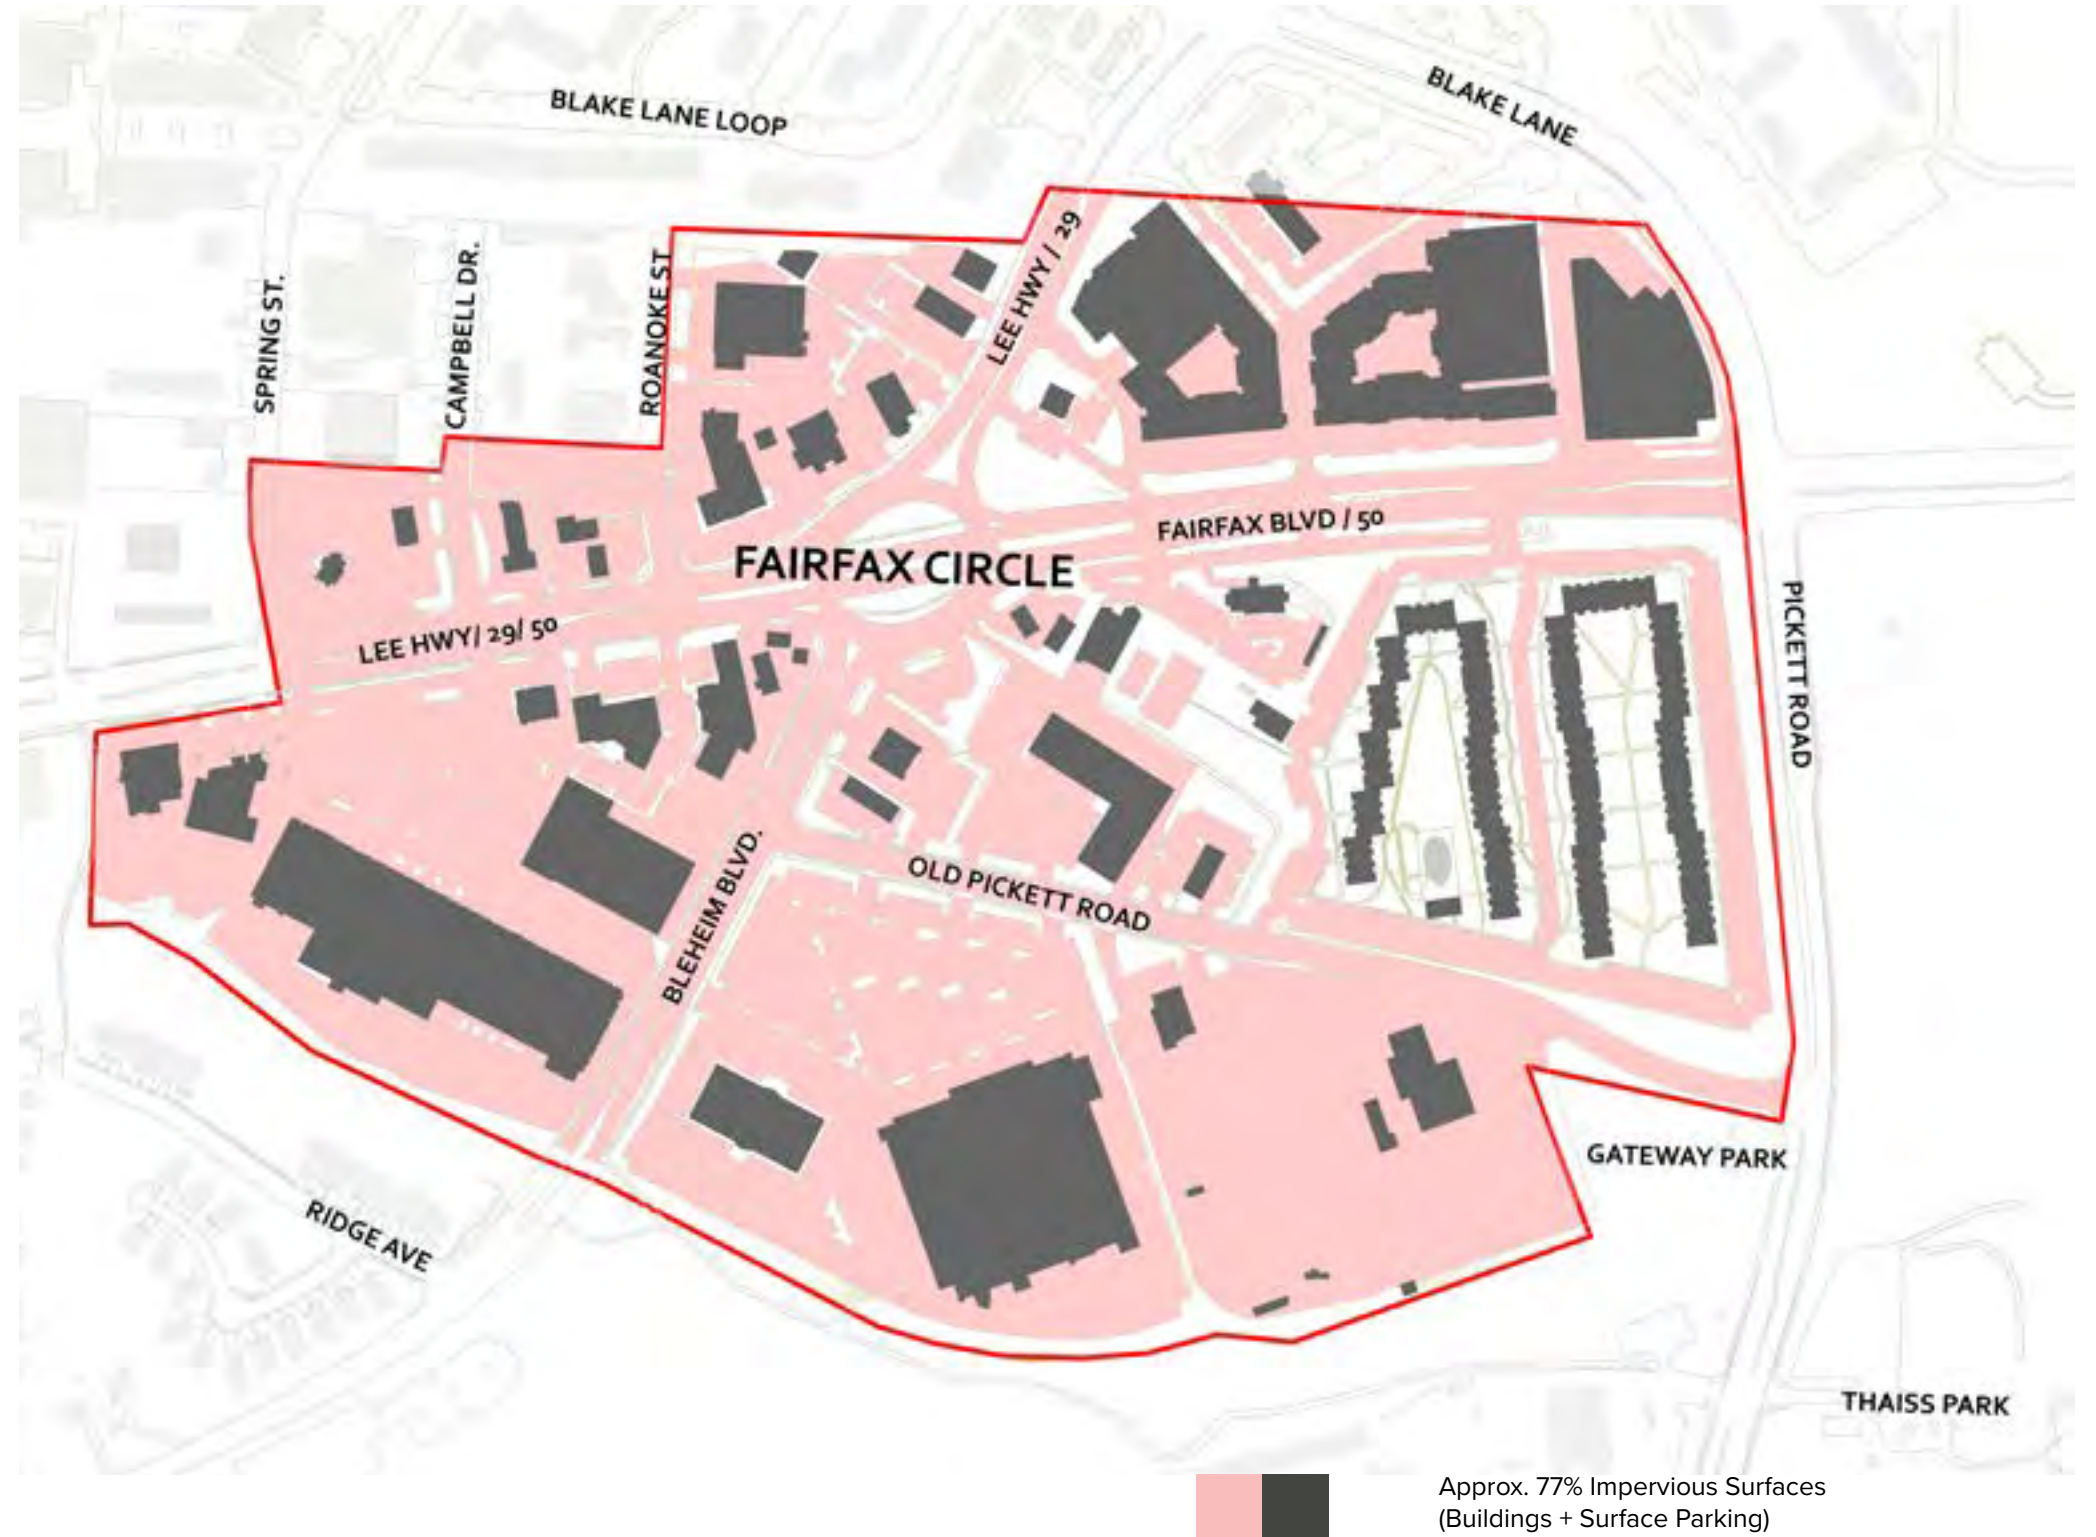 BLAKE LANE LOOP
BLAKE LANE
SPRING ST.
CAMPBELL DR.
ROANOKE ST
LEE HWY / 29
FAIRFAX BLVD / 50
FAIRFAX CIRCLE
LEE HWY/ 29/ 50
PICKETT ROAD
BLEHEIM BLVD.
OLD PICKETT ROAD
GATEWAY PARK
RIDGE AVE
THAISS PARK
Approx. 77% Impervious Surfaces
(Buildings + Surface Parking)